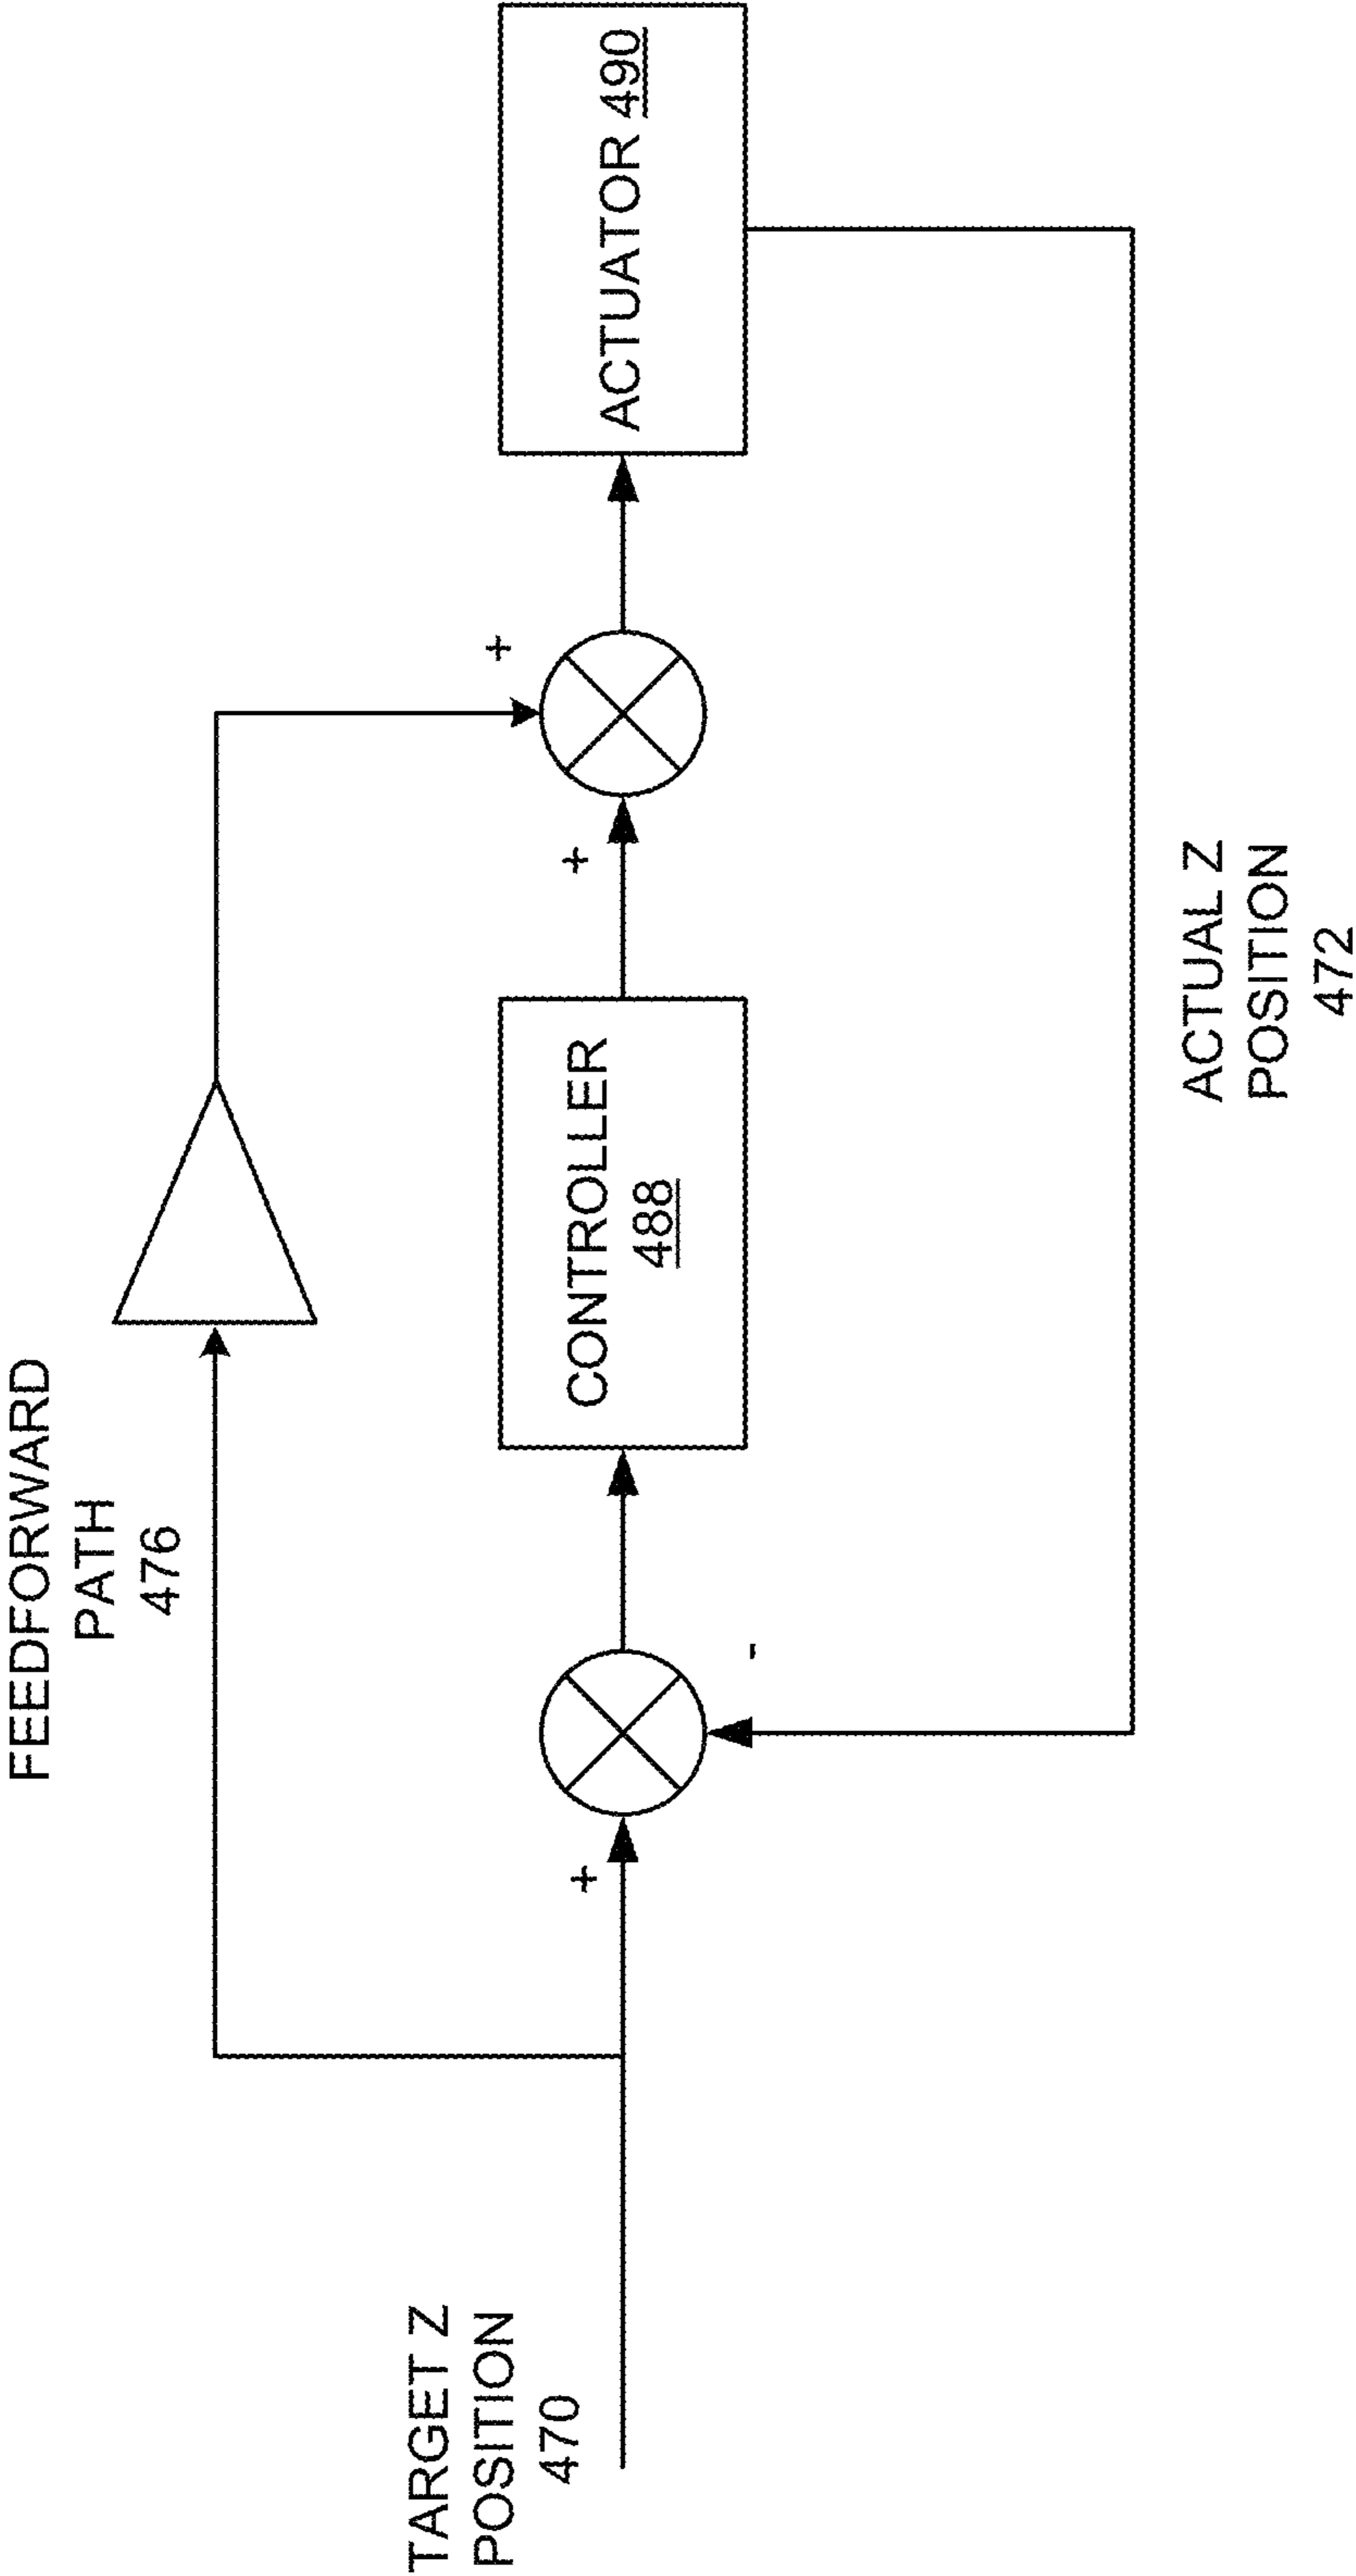 FEEDFORWARD
PATH
476
TARGET Z
POSITION
470
+
-
CONTROLLER
488
+
+
ACTUATOR 490
ACTUAL Z
POSITION
472